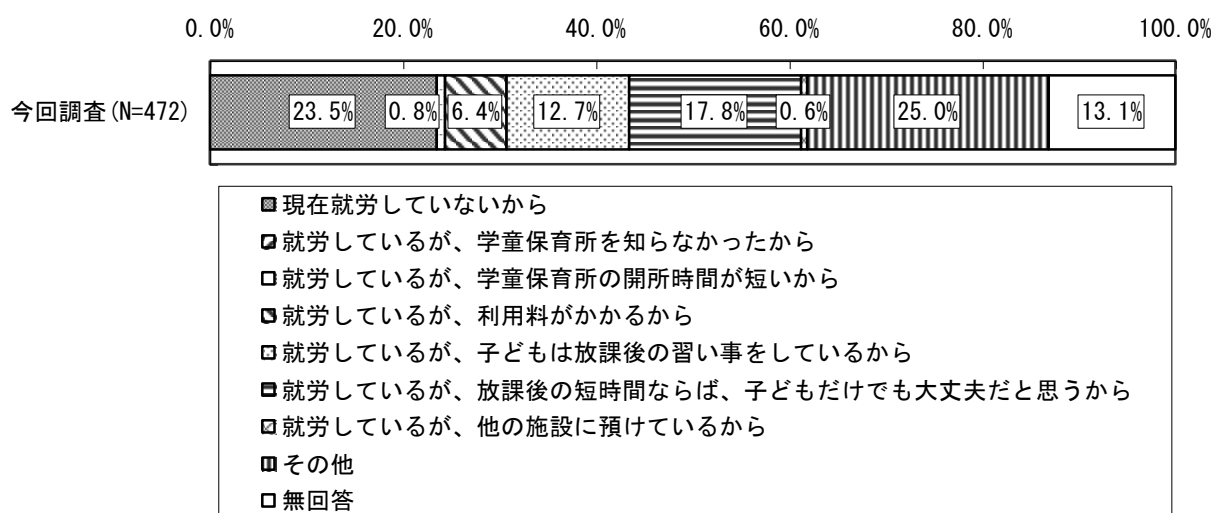 0.0% 20.0% 40.0% 60.0% 80.0% 100.0%
今回調査(N=472) 23.5% 0.8% 6.4% 12.7% 17.8% 0.6% 25.0% 13.1%
現在就労していないから
就労しているが、学童保育所を知らなかったから
就労しているが、学童保育所の開所時間が短いから
就労しているが、利用料がかかるから
就労しているが、子どもは放課後の習い事をしているから
就労しているが、放課後の短時間ならば、子どもだけでも大丈夫だと思うから
就労しているが、他の施設に預けているから
その他
無回答